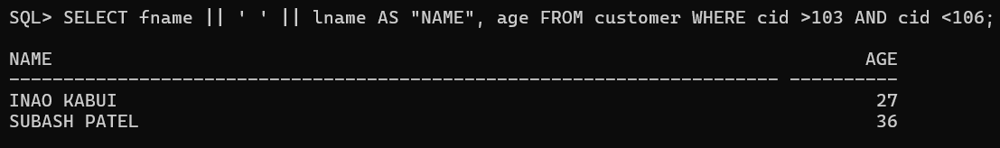 SQL> SELECT fname || ' ' || lname AS "NAME", age FROM customer WHERE cid >103 AND cid <106;
NAME AGE
----------------------------------------------------------------------- ----------
INAO KABUI 27
SUBASH PATEL 36